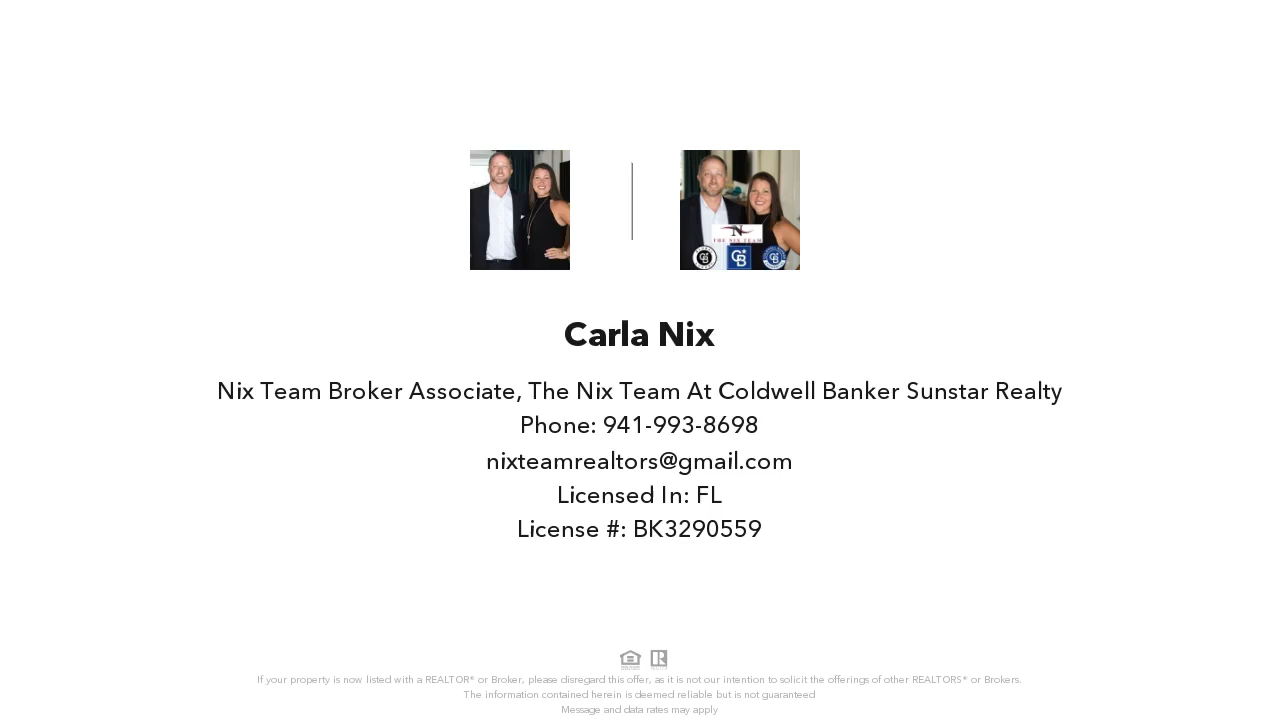 N
THE NIX TEAM
Carla Nix
Nix Team Broker Associate, The Nix Team At Coldwell Banker Sunstar Realty
Phone: 941-993-8698
nixteamrealtors@gmail.com
Licensed In: FL
License #: BK3290559
If your property is now listed with a REALTOR® or Broker, please disregard this offer, as it is not our intention to solicit the offerings of other REALTORS® or Brokers.
The information contained herein is deemed reliable but is not guaranteed
Message and data rates may apply